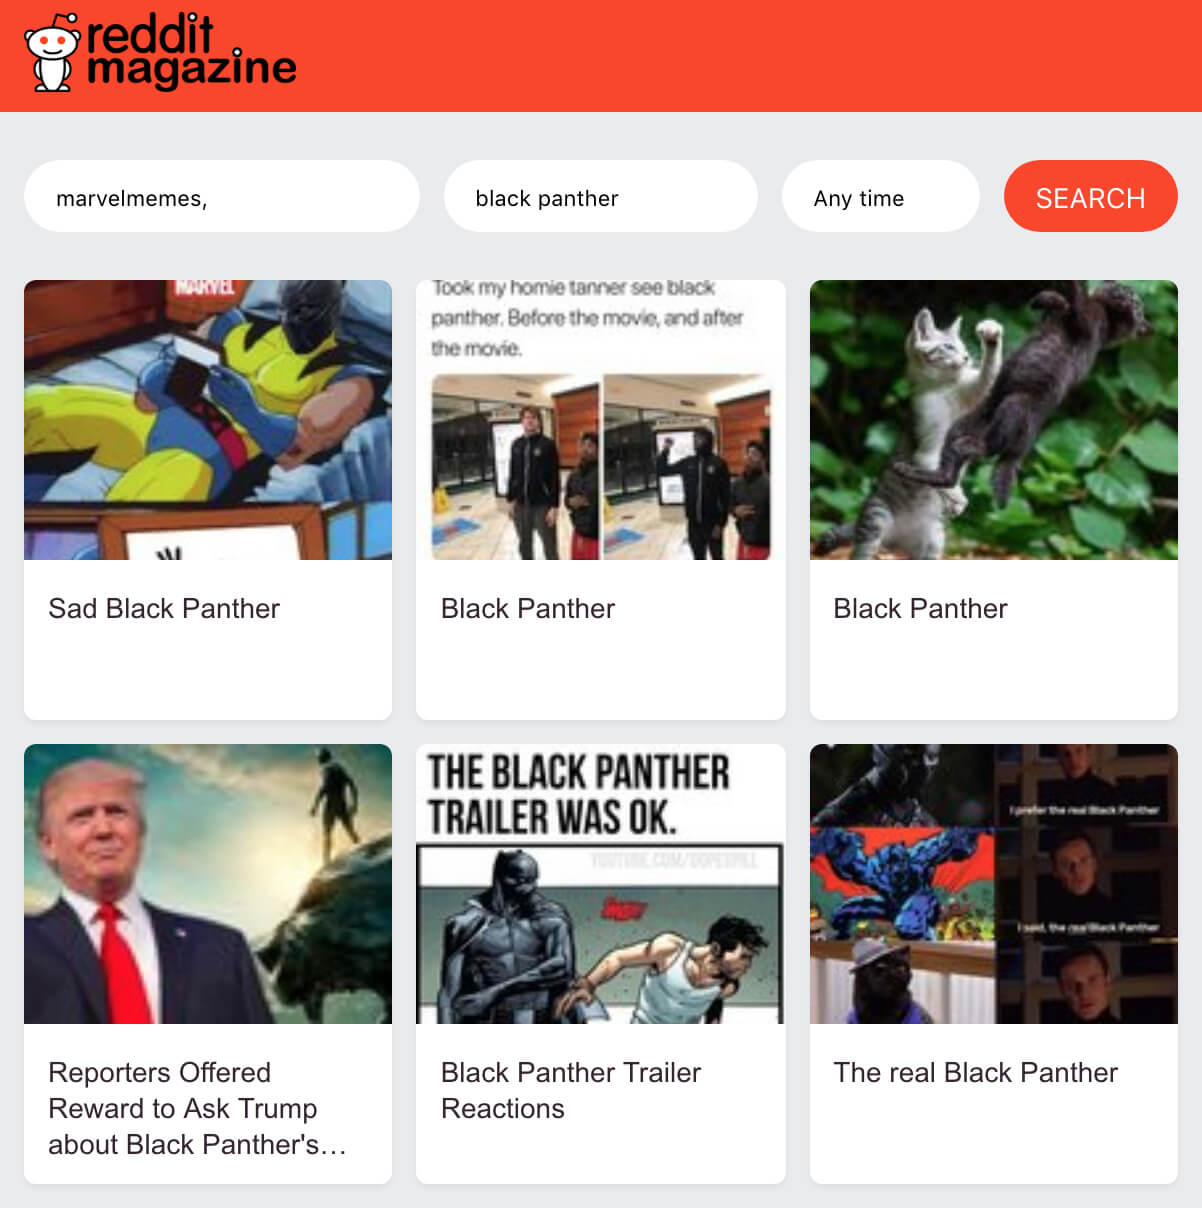 reddit
magazine
marvelmemes,
black panther
Any time
SEARCH
MARVEL
Took my homie tanner see black
panther. Before the movie, and after
the movie.
Sad Black Panther
Black Panther
Black Panther
THE BLACK PANTHER
TRAILER WAS OK.
YOUTUBE.COM/DOPEPILL
I prefer the real Black Panther
I said, the real Black Panther
Reporters Offered
Reward to Ask Trump
about Black Panther's...
Black Panther Trailer
Reactions
The real Black Panther